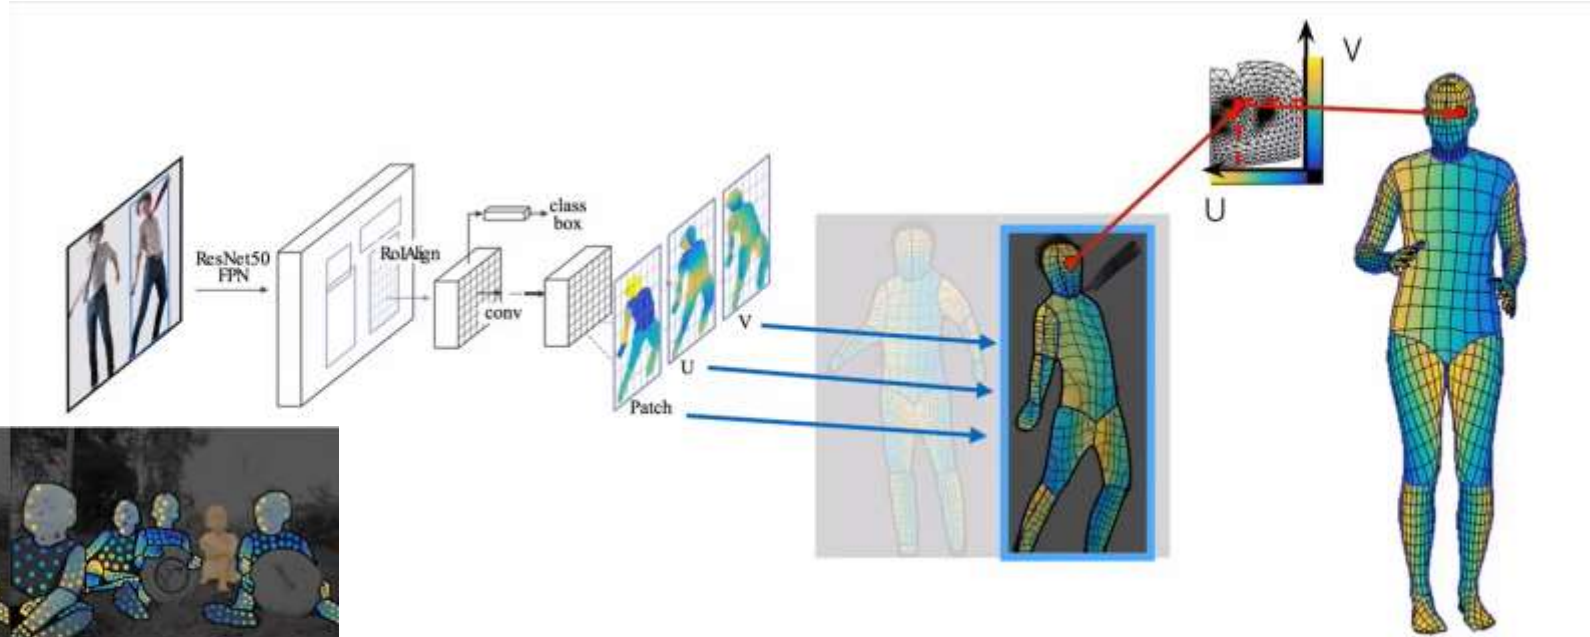 ResNet50
FPN
RoIAlign
class
box
conv
V
U
Patch
V
U